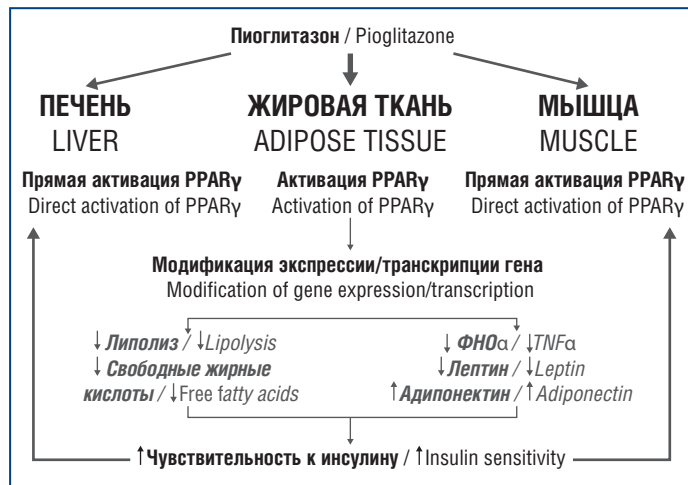 Пиоглитазон / Pioglitazone
ПЕЧЕНЬ
LIVER
ЖИРОВАЯ ТКАНЬ
ADIPOSE TISSUE
МЫШЦА
MUSCLE
Прямая активация PPARγ
Direct activation of PPARγ
Активация PPARγ
Activation of PPARγ
Прямая активация PPARγ
Direct activation of PPARγ
Модификация экспрессии/транскрипции гена
Modification of gene expression/transcription
↓ Липолиз / ↓Lipolysis
↓ Свободные жирные
кислоты / ↓Free fatty acids
↓ ФНОα / ↓TNFα
↓Лептин / ↓Leptin
↑Адипонектин / ↑Adiponectin
↑Чувствительность к инсулину / ↑Insulin sensitivity